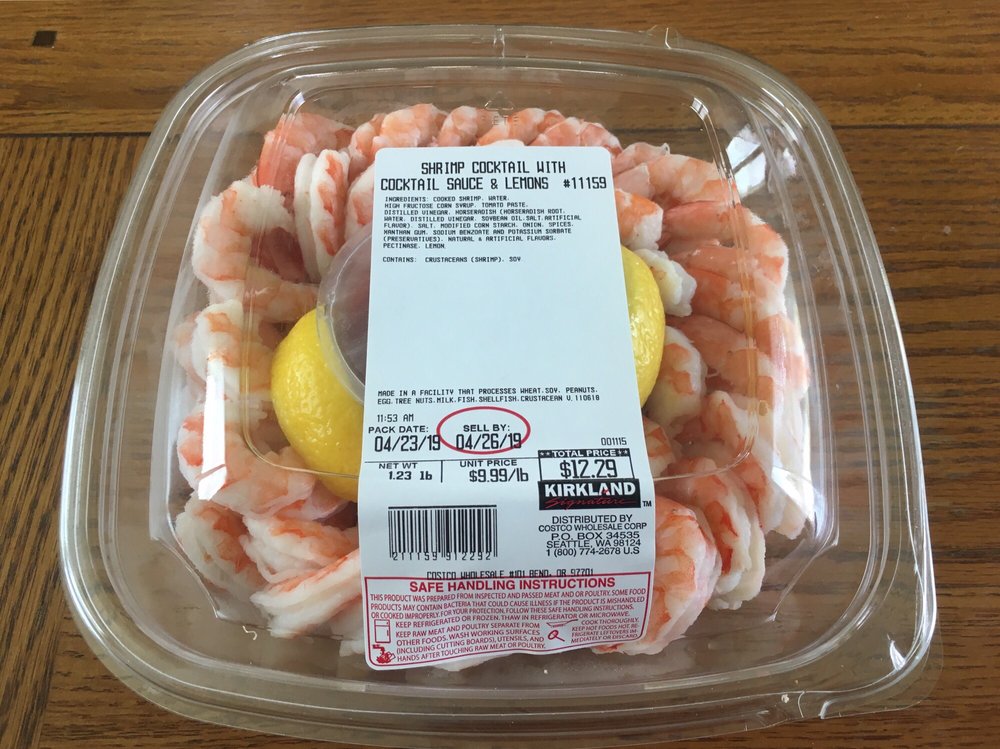 SHRIMP COCKTAIL WITH
COCKTAIL SAUCE & LEMONS #11159
INGREDIENTS: COOKED SHRIMP. WATER.
HIGH FRUCTOSE CORN SYRUP. TOMATO PASTE.
DISTILLED VINEGAR. HORSERADISH (HORSERADISH ROOT.
WATER. DISTILLED VINEGAR. SOYBEAN OIL.SALT.ARTIFICIAL
FLAVOR). SALT. MODIFIED CORN STARCH. ONION. SPICES.
XANTHAN GUM. SODIUM BENZOATE AND POTASSIUM SORBATE
(PRESERVATIVES). NATURAL & ARTIFICIAL FLAVORS.
PECTINASE. LEMON
CONTAINS: CRUSTACEANS (SHRIMP). SOY
MADE IN A FACILITY THAT PROCESSES WHEAT.SOY. PEANUTS.
EGG.TREE NUTS.MILK.FISH.SHELLFISH.CRUSTACEAN V.110618
11:53 AM
PACK DATE: SELL BY:
04/23/19 04/26/19
001115
NET WT UNIT PRICE **TOTAL PRICE**
1.23 lb $9.99/lb $12.29
KIRKLAND
Signature ™
2111591912292
DISTRIBUTED BY
COSTCO WHOLESALE CORP
P.O. BOX 34535
SEATTLE, WA 98124
1 (800) 774-2678 U.S
COSTCO WHOLESALE #101 BEND, OR 97701
SAFE HANDLING INSTRUCTIONS
THIS PRODUCT WAS PREPARED FROM INSPECTED AND PASSED MEAT AND OR POULTRY. SOME FOOD
PRODUCTS MAY CONTAIN BACTERIA THAT COULD CAUSE ILLNESS IF THE PRODUCT IS MISHANDLED
OR COOKED IMPROPERLY. FOR YOUR PROTECTION, FOLLOW THESE SAFE HANDLING INSTRUCTIONS.
KEEP REFRIGERATED OR FROZEN. THAW IN REFRIGERATOR OR MICROWAVE.
KEEP RAW MEAT AND POULTRY SEPARATE FROM
OTHER FOODS. WASH WORKING SURFACES
(INCLUDING CUTTING BOARDS), UTENSILS, AND
HANDS AFTER TOUCHING RAW MEAT OR POULTRY.
COOK THOROUGHLY.
KEEP HOT FOODS HOT. RE-
FRIGERATE LEFTOVERS IM-
MEDIATELY OR DISCARD.